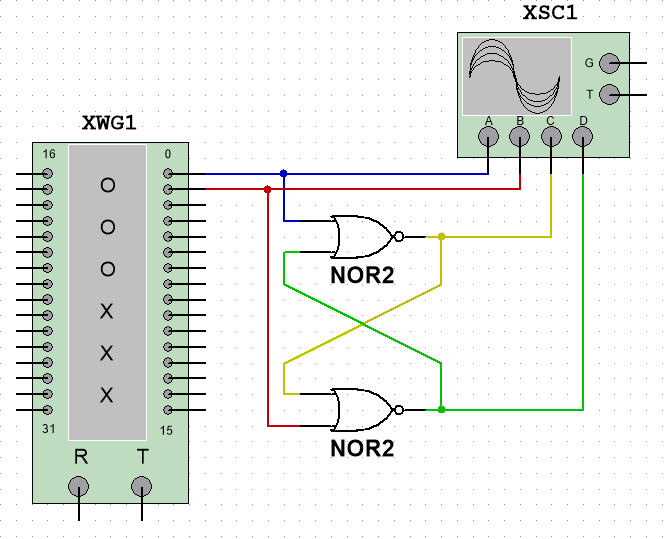 XSC1
G
T
A B C D
XWG1
16 0
O
O
O
X
X
X
31 15
R T
NOR2
NOR2